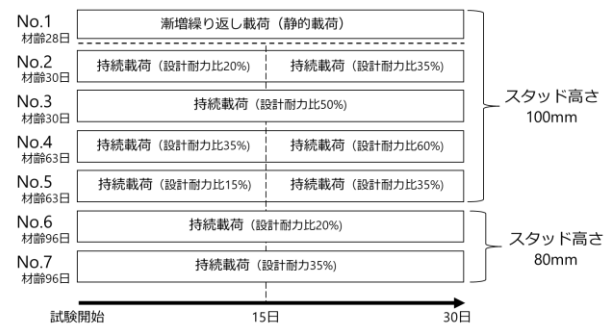 No.1 漸増繰り返し載荷（静的載荷）
材齢28日
No.2 持続載荷（設計耐力比20%） 持続載荷（設計耐力比35%）
材齢30日
No.3 持続載荷（設計耐力比50%）
材齢30日
スタッド高さ
100mm
No.4 持続載荷（設計耐力比35%） 持続載荷（設計耐力比60%）
材齢63日
No.5 持続載荷（設計耐力比15%） 持続載荷（設計耐力比35%）
材齢63日
No.6 持続載荷（設計耐力比20%）
材齢96日
スタッド高さ
80mm
No.7 持続載荷（設計耐力35%）
材齢96日
試験開始 15日 30日